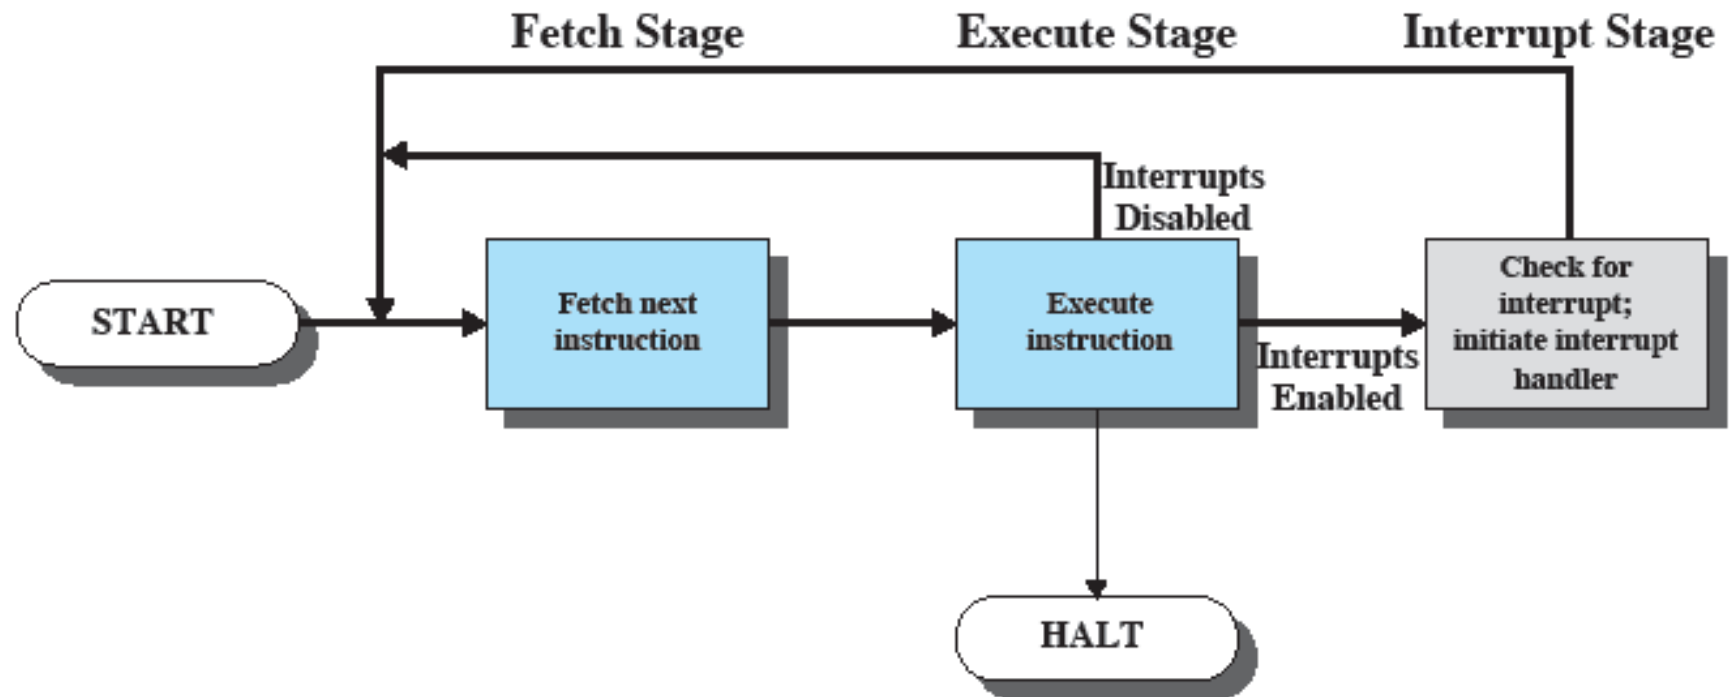 Fetch Stage
Execute Stage
Interrupt Stage
Interrupts
Disabled
START
Fetch next
instruction
Execute
instruction
Interrupts
Enabled
Check for
interrupt;
initiate interrupt
handler
HALT